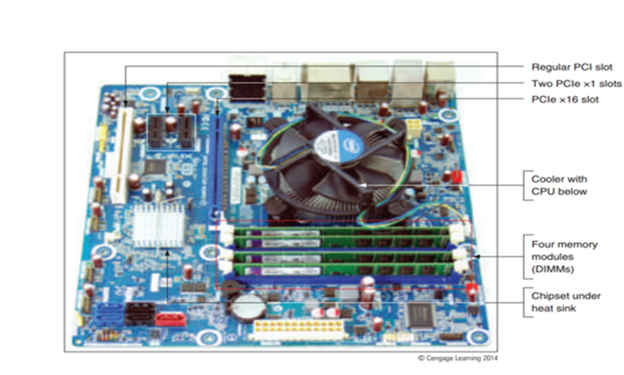 Regular PCI slot
Two PCIe ×1 slots
PCIe ×16 slot
intel
Cooler with
CPU below
Four memory
modules
(DIMMs)
Chipset under
heat sink
© Cengage Learning 2014